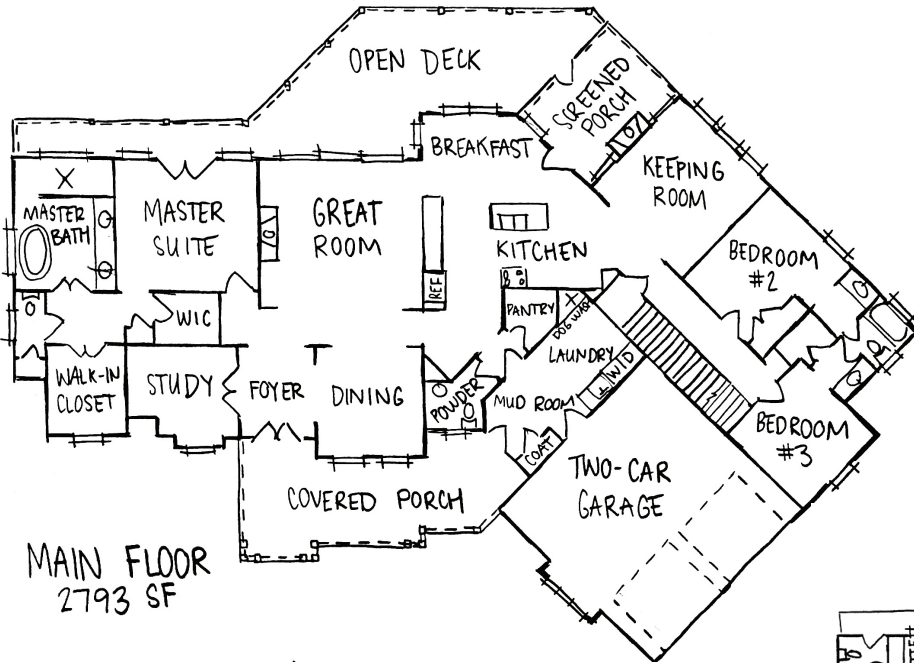 OPEN DECK
SCREENED
PORCH
BREAKFAST
KEEPING
ROOM
MASTER
BATH
MASTER
SUITE
GREAT
ROOM
KITCHEN
BEDROOM
#2
REF
PANTRY
DOG WASH
WIC
LAUNDRY
W/D
WALK-IN
CLOSET
STUDY
FOYER
DINING
POWDER
MUD ROOM
COAT
BEDROOM
#3
TWO-CAR
GARAGE
COVERED PORCH
MAIN FLOOR
2793 SF